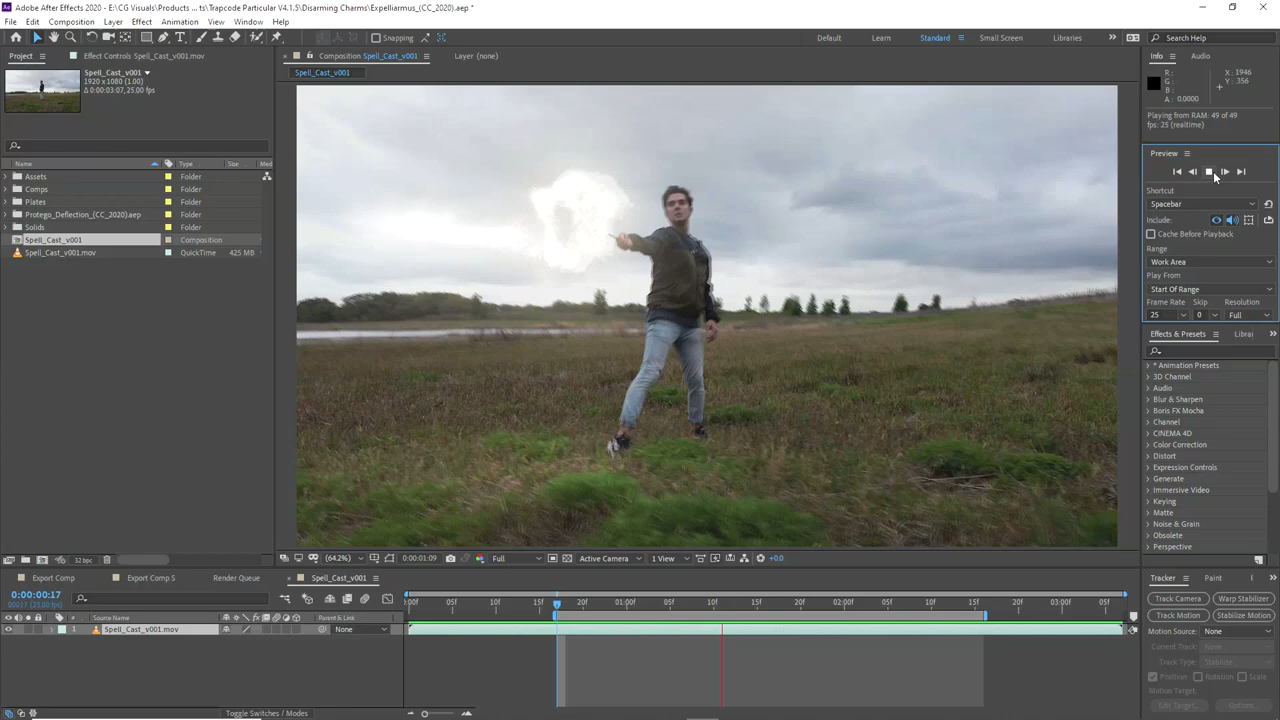 Adobe After Effects 2020 - E:\CG Visuals\Products ... ts\Trapcode Particular V4.1.5\Disarming Charms\Expelliarmus_(CC_2020).aep *
File Edit Composition Layer Effect Animation View Window Help
Snapping
Default Learn Standard Small Screen Libraries Search Help
Project
Effect Controls Spell_Cast_v001.mov
Composition Spell_Cast_v001
Layer (none)
Info Audio
Spell_Cast_v001
Spell_Cast_v001
1920 x 1080 (1.00)
Δ 0:00:03:07, 25.00 fps
R :
G :
B :
A : 0.0000
X : 1946
Y : 356
Playing from RAM: 49 of 49
fps: 25 (realtime)
Name Type Size Med
Assets Folder
Comps Folder
Plates Folder
Protego_Deflection_(CC_2020).aep Folder
Solids Folder
Spell_Cast_v001 Composition
Spell_Cast_v001.mov QuickTime 425 MB
Preview
Shortcut
Spacebar
Include:
Cache Before Playback
Range
Work Area
Play From
Start Of Range
Frame Rate Skip Resolution
25 0 Full
Effects & Presets Librai
* Animation Presets
3D Channel
Audio
Blur & Sharpen
Boris FX Mocha
Channel
CINEMA 4D
Color Correction
Distort
Expression Controls
Generate
Immersive Video
Keying
Matte
Noise & Grain
Obsolete
Perspective
32 bpc
(64.2%) 0:00:01:09 Full Active Camera 1 View +0.0
Export Comp Export Comp S Render Queue Spell_Cast_v001
0:00:00:17
00017 (25.00 fps)
:00f 05f 10f 15f 20f 01:00f 05f 10f 15f 20f 02:00f 05f 10f 15f 20f 03:00f 05f
# Source Name Parent & Link
1 Spell_Cast_v001.mov None
Toggle Switches / Modes
Tracker Paint
Track Camera Warp Stabilizer
Track Motion Stabilize Motion
Motion Source: None
Current Track: None
Track Type: Stabilize
Position Rotation Scale
Motion Target:
Edit Target... Options...